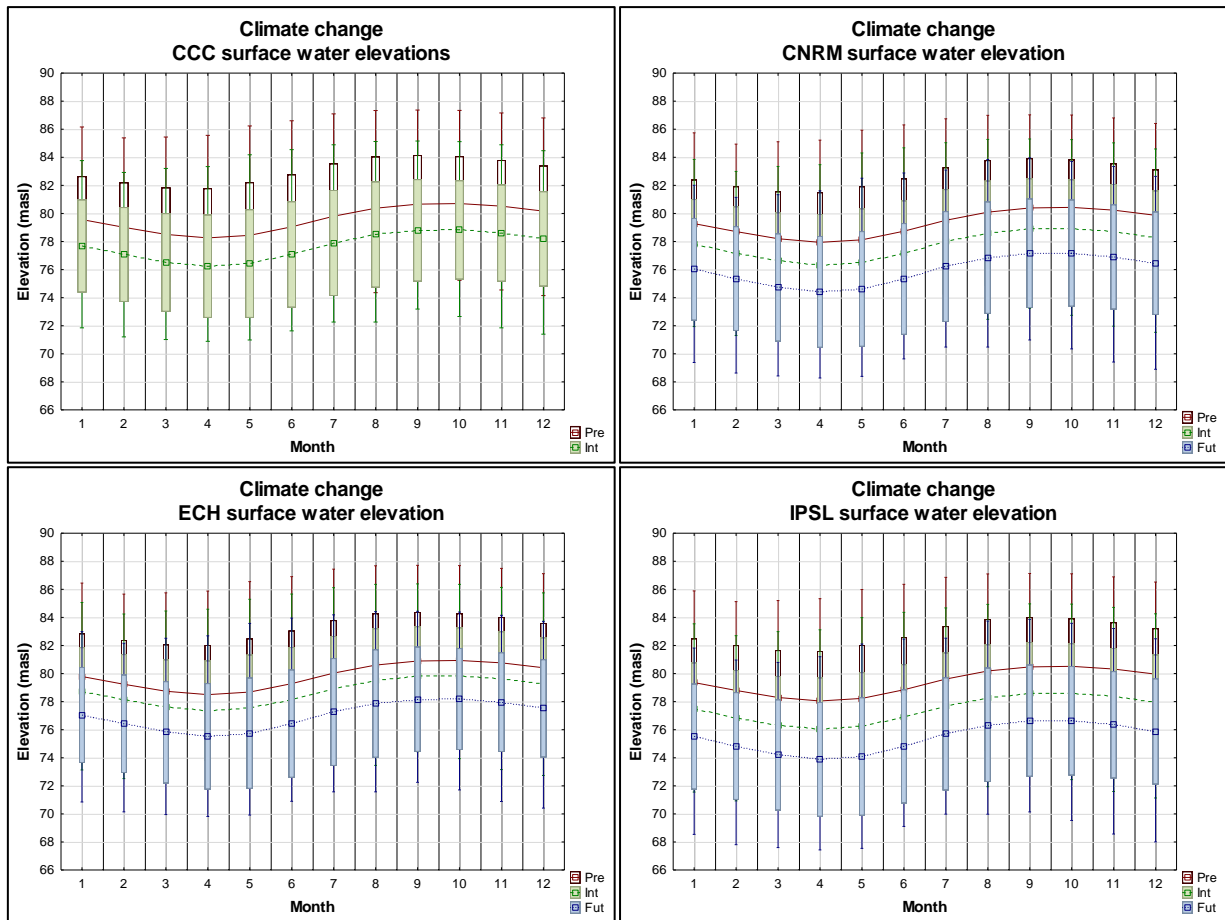 Climate change
CCC surface water elevations
Elevation (masl)
90
88
86
84
82
80
78
76
74
72
70
68
66
1 2 3 4 5 6 7 8 9 10 11 12
Month
Pre
Int
Climate change
CNRM surface water elevation
Elevation (masl)
90
88
86
84
82
80
78
76
74
72
70
68
66
1 2 3 4 5 6 7 8 9 10 11 12
Month
Pre
Int
Fut
Climate change
ECH surface water elevation
Elevation (masl)
90
88
86
84
82
80
78
76
74
72
70
68
66
1 2 3 4 5 6 7 8 9 10 11 12
Month
Pre
Int
Fut
Climate change
IPSL surface water elevation
Elevation (masl)
90
88
86
84
82
80
78
76
74
72
70
68
66
1 2 3 4 5 6 7 8 9 10 11 12
Month
Pre
Int
Fut